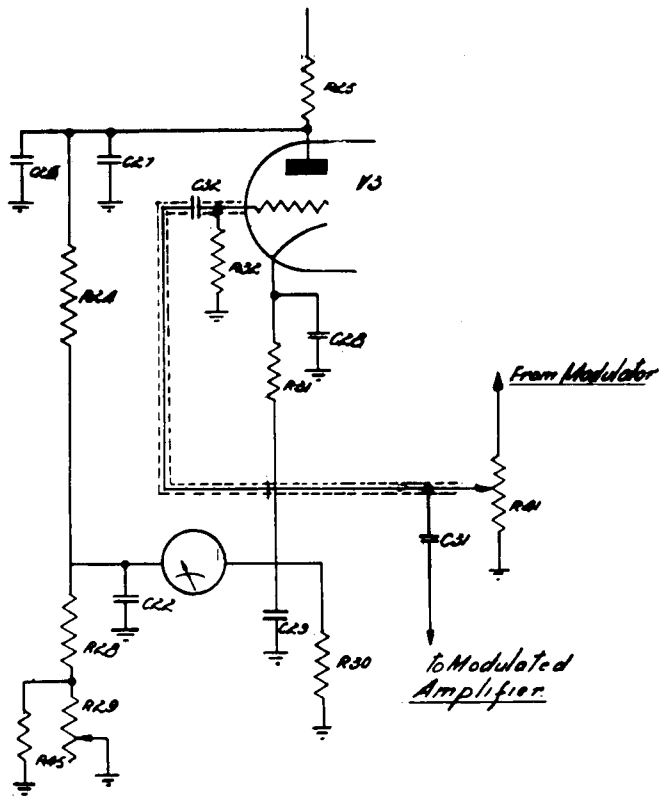 R25
C26
C27
V3
C32
R24
R32
C28
R31
From Modulator
R41
C31
C22
C29
R28
R30
to Modulated
Amplifier.
R29
R45